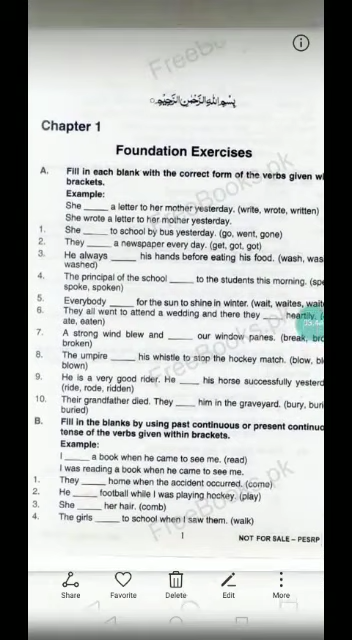 FreeBo
بسم الله الرحمن الرحيم
Chapter 1
Foundation Exercises
A. Fill in each blank with the correct form of the verbs given wi
brackets.
Example:
She _____ a letter to her mother yesterday. (write, wrote, written)
She wrote a letter to her mother yesterday.
1. She _____ to school by bus yesterday. (go, went, gone)
2. They _____ a newspaper every day. (get, got, got)
3. He always _____ his hands before eating his food. (wash, was
washed)
4. The principal of the school _____ to the students this morning. (spe
spoke, spoken)
5. Everybody _____ for the sun to shine in winter. (wait, waites, wait
6. They all went to attend a wedding and there they _____ heartily. (
ate, eaten)
7. A strong wind blew and _____ our window panes. (break, bro
broken)
8. The umpire _____ his whistle to stop the hockey match. (blow, bl
blown)
9. He is a very good rider. He _____ his horse successfully yesterd
(ride, rode, ridden)
10. Their grandfather died. They _____ him in the graveyard. (bury, buri
buried)
B. Fill in the blanks by using past continuous or present continuo
tense of the verbs given within brackets.
Example:
I _____ a book when he came to see me. (read)
I was reading a book when he came to see me.
1. They _____ home when the accident occurred. (come)
2. He _____ football while I was playing hockey. (play)
3. She _____ her hair. (comb)
4. The girls _____ to school when I saw them. (walk)
1
NOT FOR SALE – PESRP
FreeBooks.pk
FreeBooks.pk
FreeBooks.pk
Share Favorite Delete Edit More